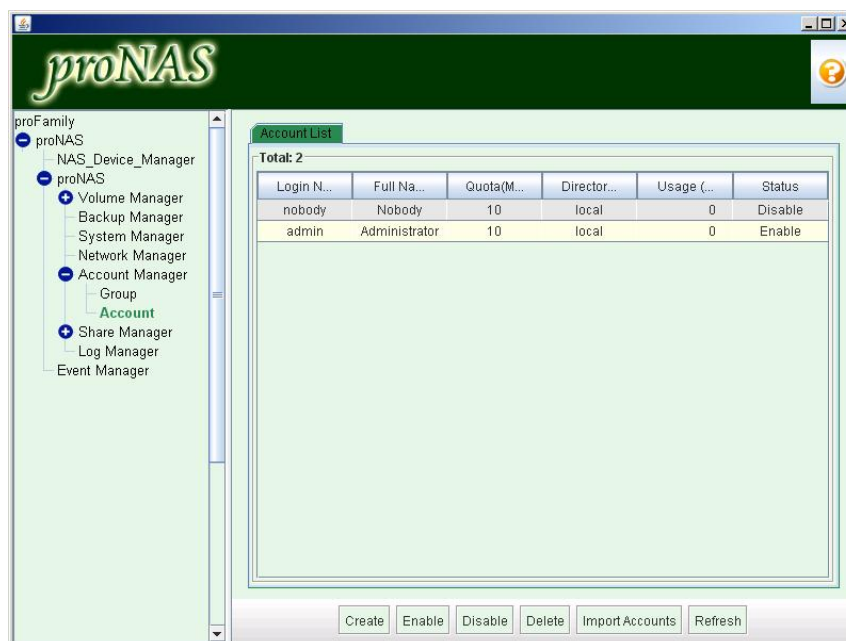 proNAS
proFamily
proNAS
NAS_Device_Manager
proNAS
Volume Manager
Backup Manager
System Manager
Network Manager
Account Manager
Group
Account
Share Manager
Log Manager
Event Manager
Account List
Total: 2
Login N... Full Na... Quota(M... Director... Usage (... Status
nobody Nobody 10 local 0 Disable
admin Administrator 10 local 0 Enable
Create Enable Disable Delete Import Accounts Refresh